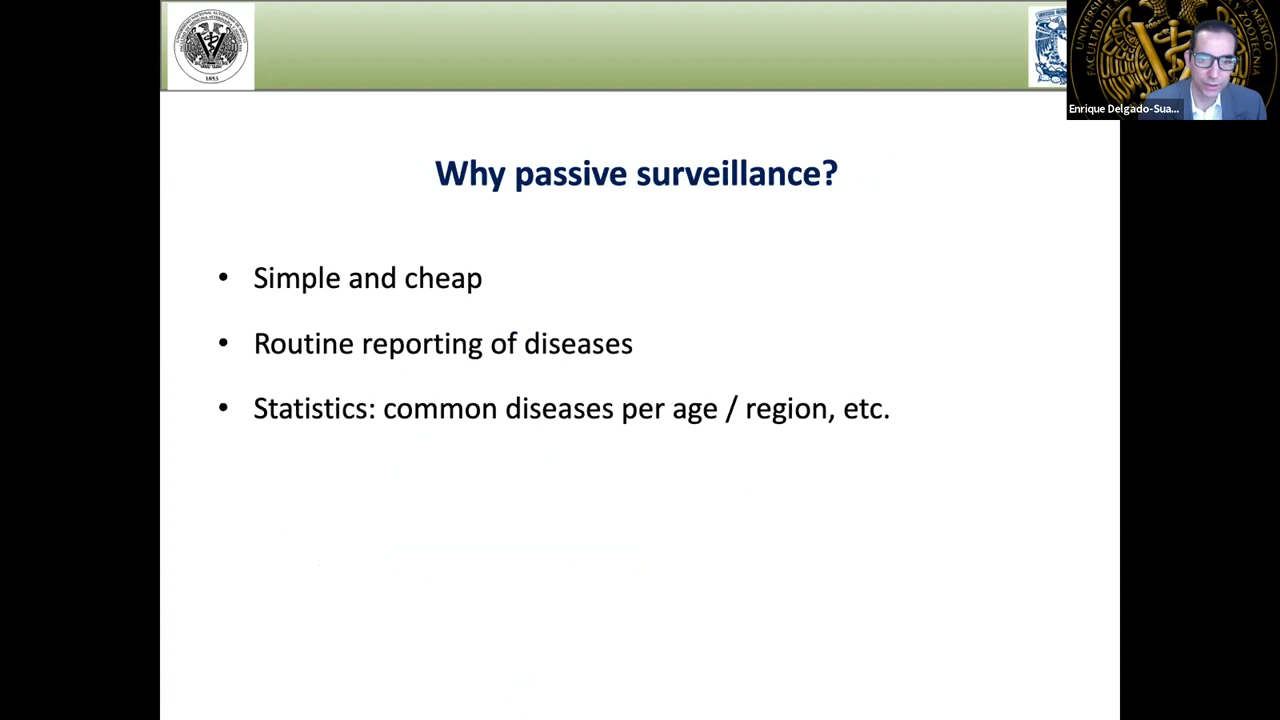 Enrique Delgado-Sua...
Why passive surveillance?
• Simple and cheap
• Routine reporting of diseases
• Statistics: common diseases per age / region, etc.
1853